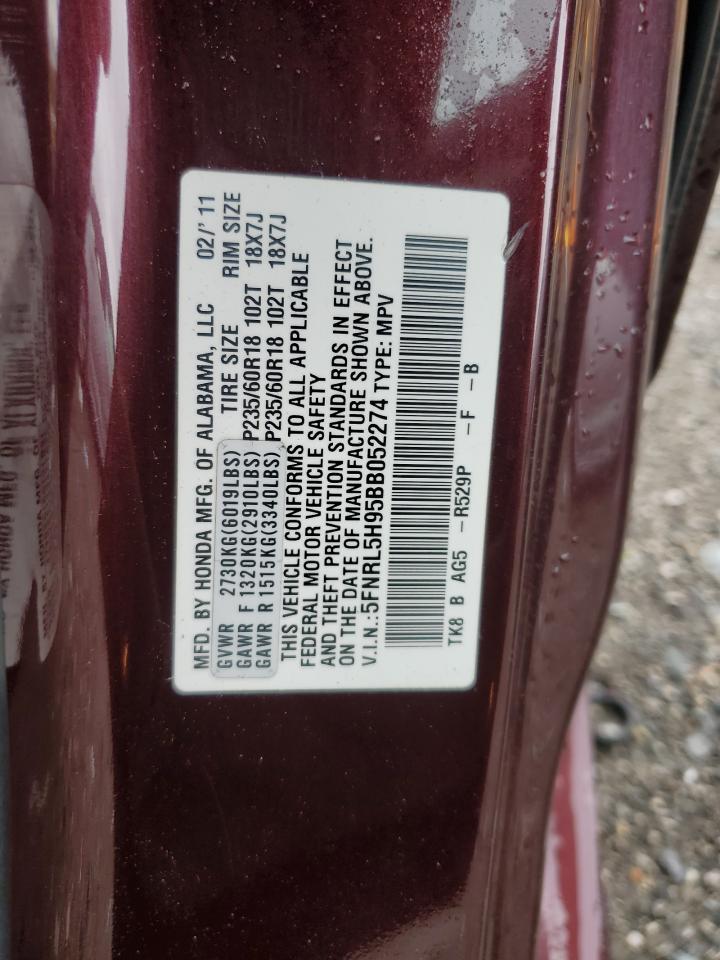 MFD. BY HONDA MFG. OF ALABAMA, LLC 02/' 11
GVWR 2730KG(6019LBS) TIRE SIZE RIM SIZE
GAWR F 1320KG(2910LBS) P235/60R18 102T 18X7J
GAWR R 1515KG(3340LBS) P235/60R18 102T 18X7J
THIS VEHICLE CONFORMS TO ALL APPLICABLE
FEDERAL MOTOR VEHICLE SAFETY
AND THEFT PREVENTION STANDARDS IN EFFECT
ON THE DATE OF MANUFACTURE SHOWN ABOVE.
V.I.N.:5FNRL5H95BB052274 TYPE: MPV
TK8 B AG5 -R529P -F -B